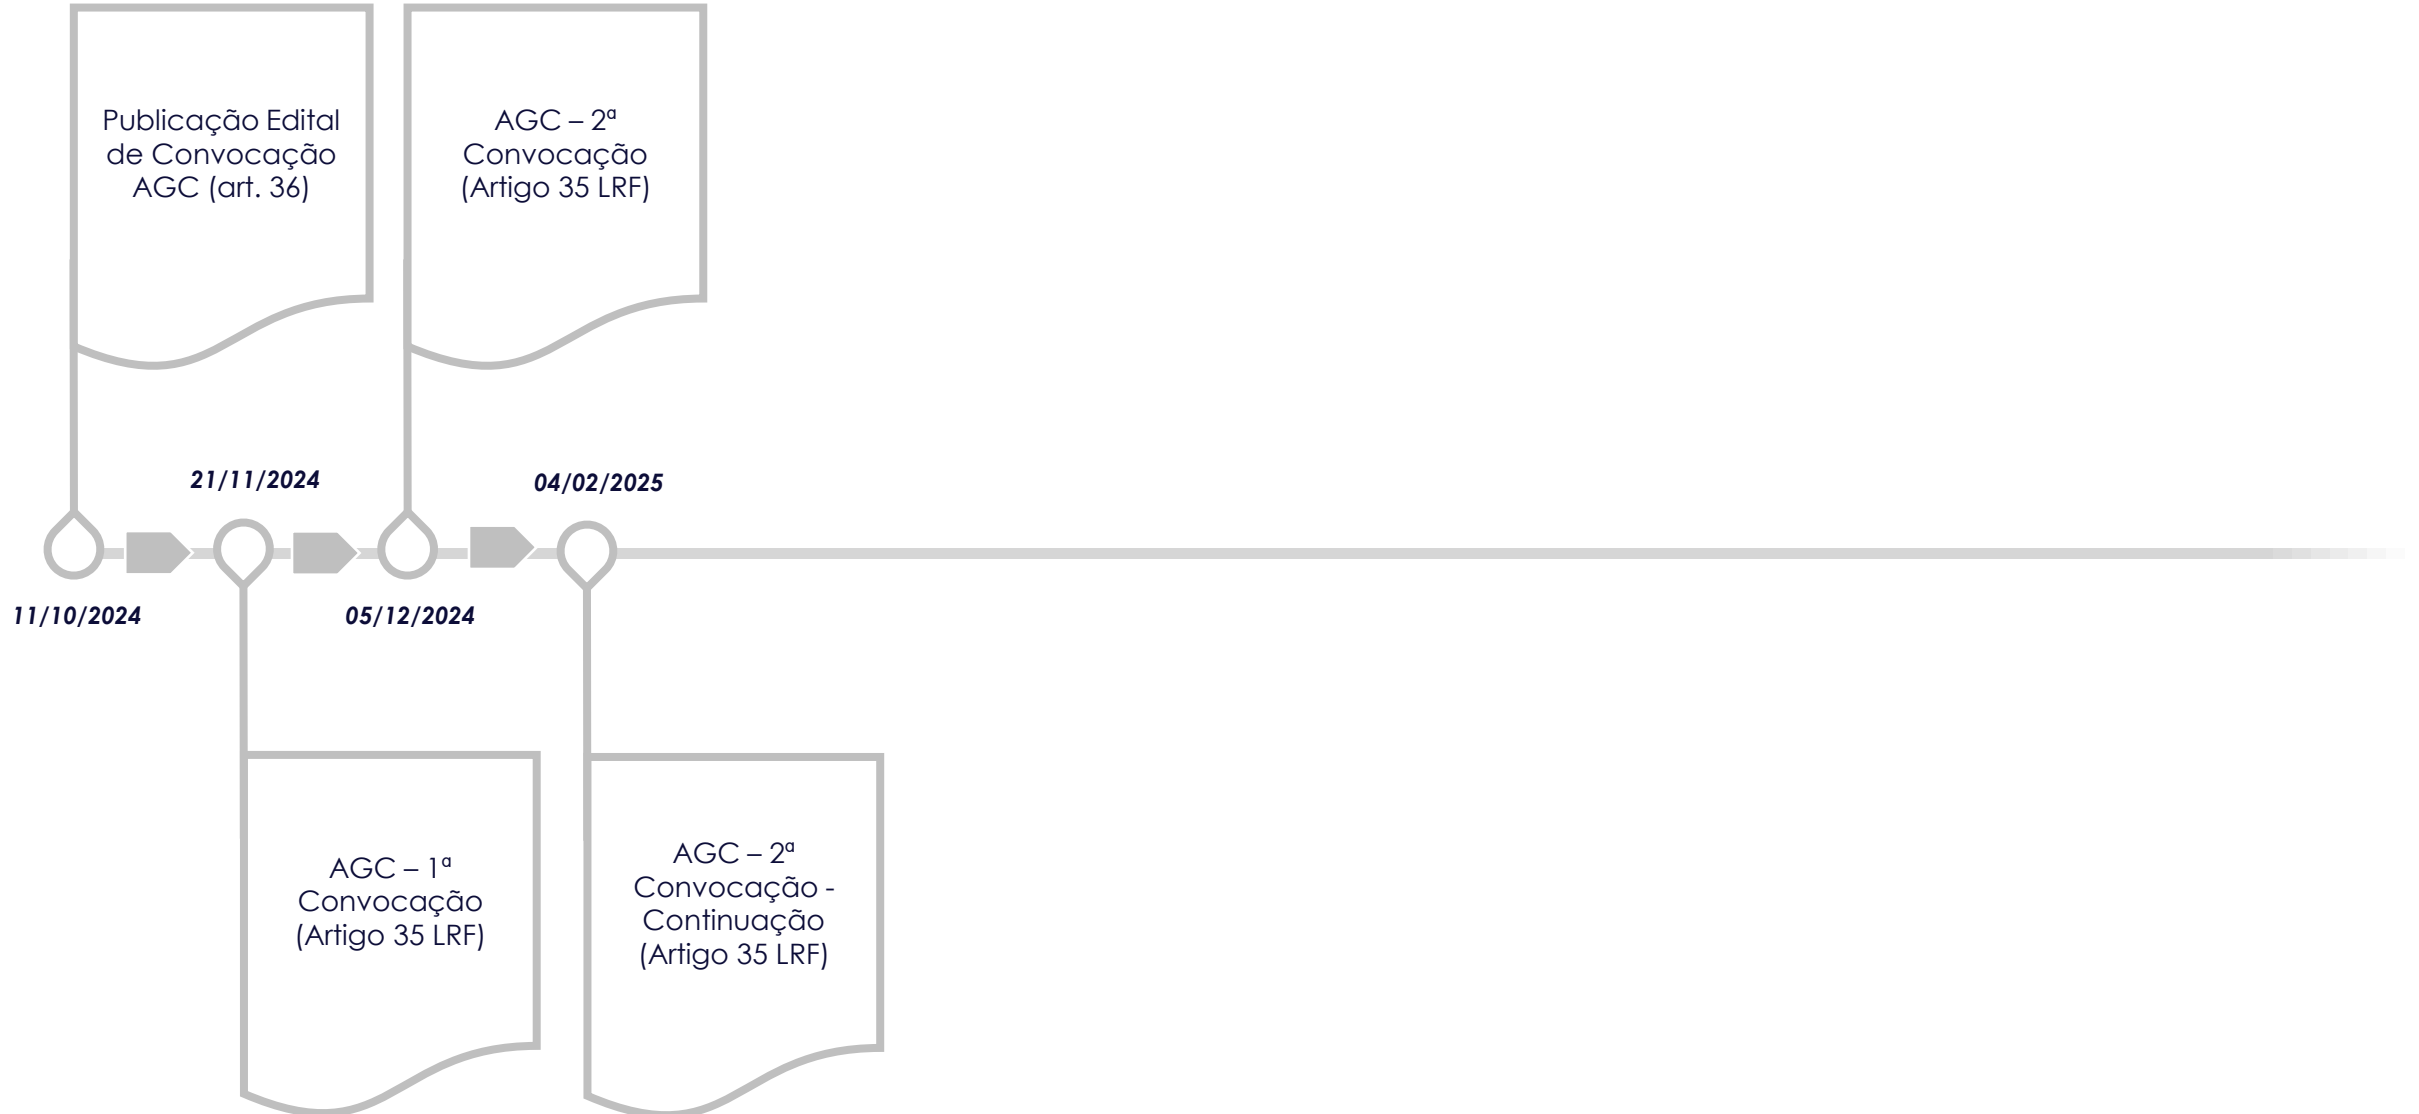 Publicação Edital
de Convocação
AGC (art. 36)
AGC – 2ª
Convocação
(Artigo 35 LRF)
21/11/2024
04/02/2025
11/10/2024
05/12/2024
AGC – 1ª
Convocação
(Artigo 35 LRF)
AGC – 2ª
Convocação -
Continuação
(Artigo 35 LRF)